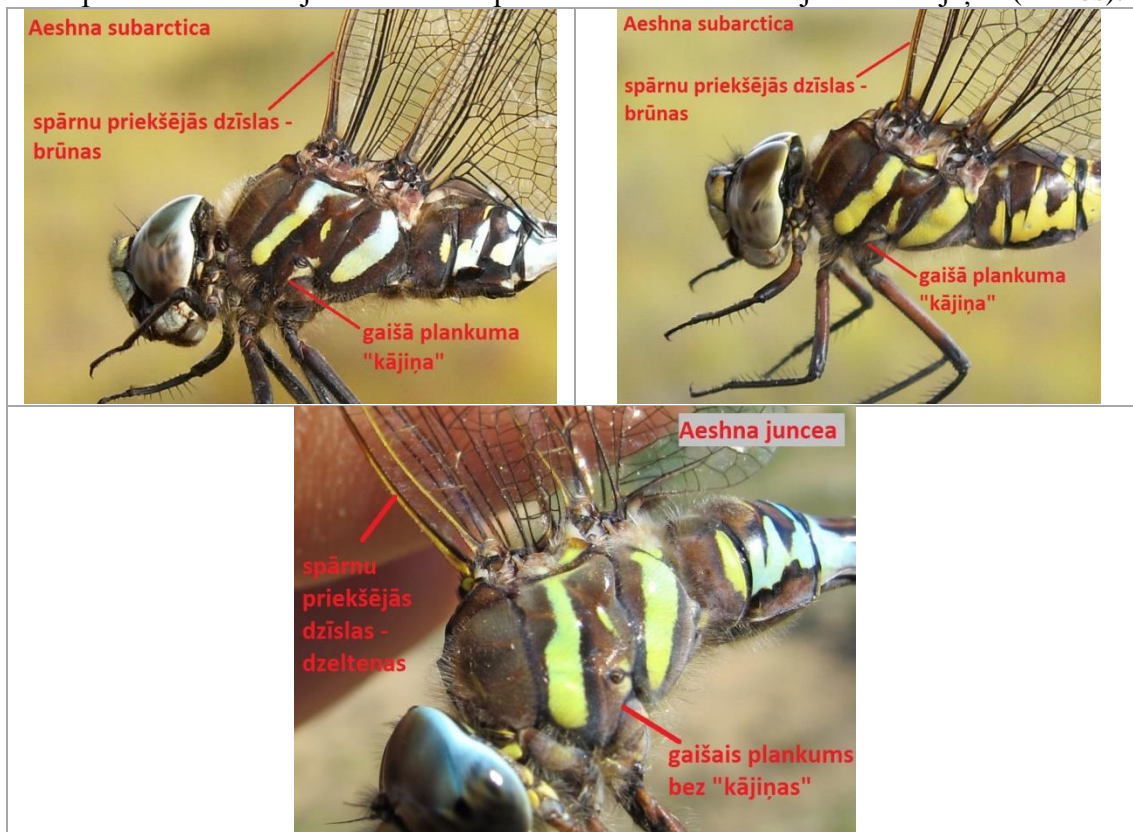 Aeshna subarctica
spārnu priekšējās dzīslas -
brūnas
gaišā plankuma
"kājiņa"
Aeshna subarctica
spārnu priekšējās dzīslas -
brūnas
gaišā plankuma
"kājiņa"
Aeshna juncea
spārnu
priekšējās
dzīslas -
dzeltenas
gaišais plankums
bez "kājiņas"